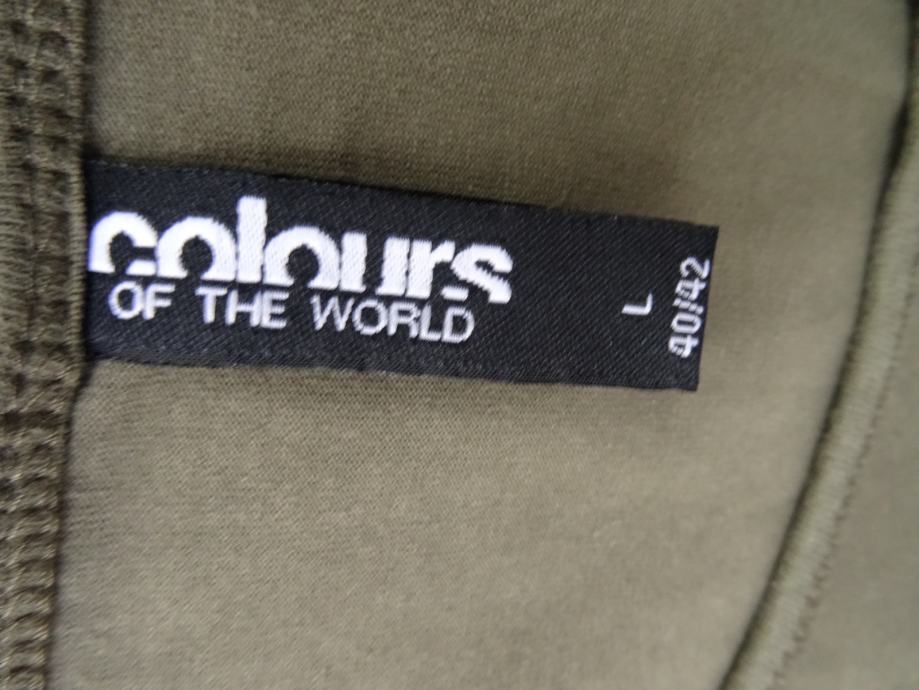 colours
OF THE WORLD
L
40/42